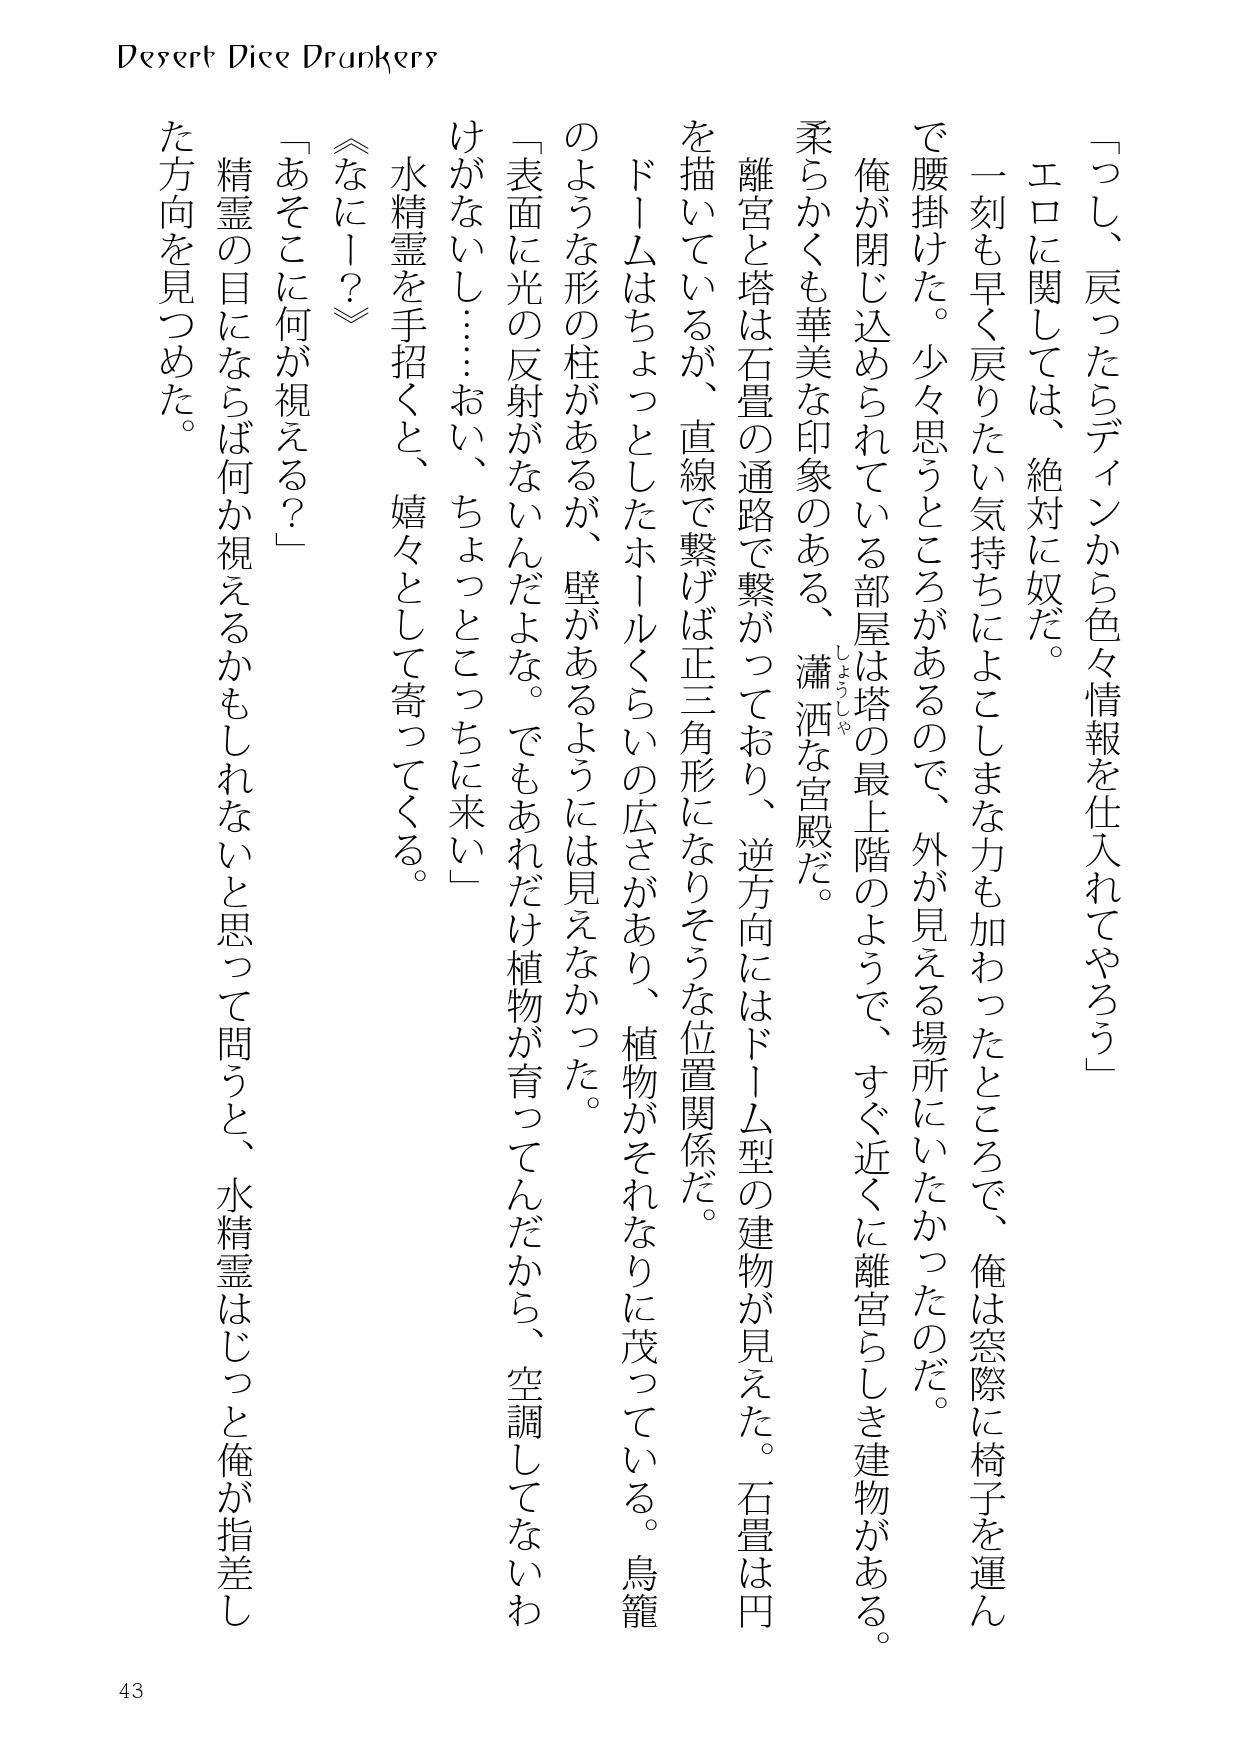 Desert Dice Drunkers
「っし、戻ったらディンから色々情報を仕入れてやろう」
エロに関しては、絶対に奴だ。
一刻も早く戻りたい気持ちによこしまな力も加わったところで、俺は窓際に椅子を運ん
で腰掛けた。少々思うところがあるので、外が見える場所にいたかったのだ。
俺が閉じ込められている部屋は塔の最上階のようで、すぐ近くに離宮らしき建物がある。
柔らかくも華美な印象のある、瀟洒な宮殿だ。
しょうしゃ
離宮と塔は石畳の通路で繋がっており、逆方向にはドーム型の建物が見えた。石畳は円
を描いているが、直線で繋げば正三角形になりそうな位置関係だ。
ドームはちょっとしたホールくらいの広さがあり、植物がそれなりに茂っている。鳥籠
のような形の柱があるが、壁があるようには見えなかった。
「表面に光の反射がないんだよな。でもあれだけ植物が育ってんだから、空調してないわ
けがないし……おい、ちょっとこっちに来い」
水精霊を手招くと、嬉々として寄ってくる。
《なにー？》
「あそこに何が視える？」
精霊の目にならば何か視えるかもしれないと思って問うと、水精霊はじっと俺が指差し
た方向を見つめた。
43